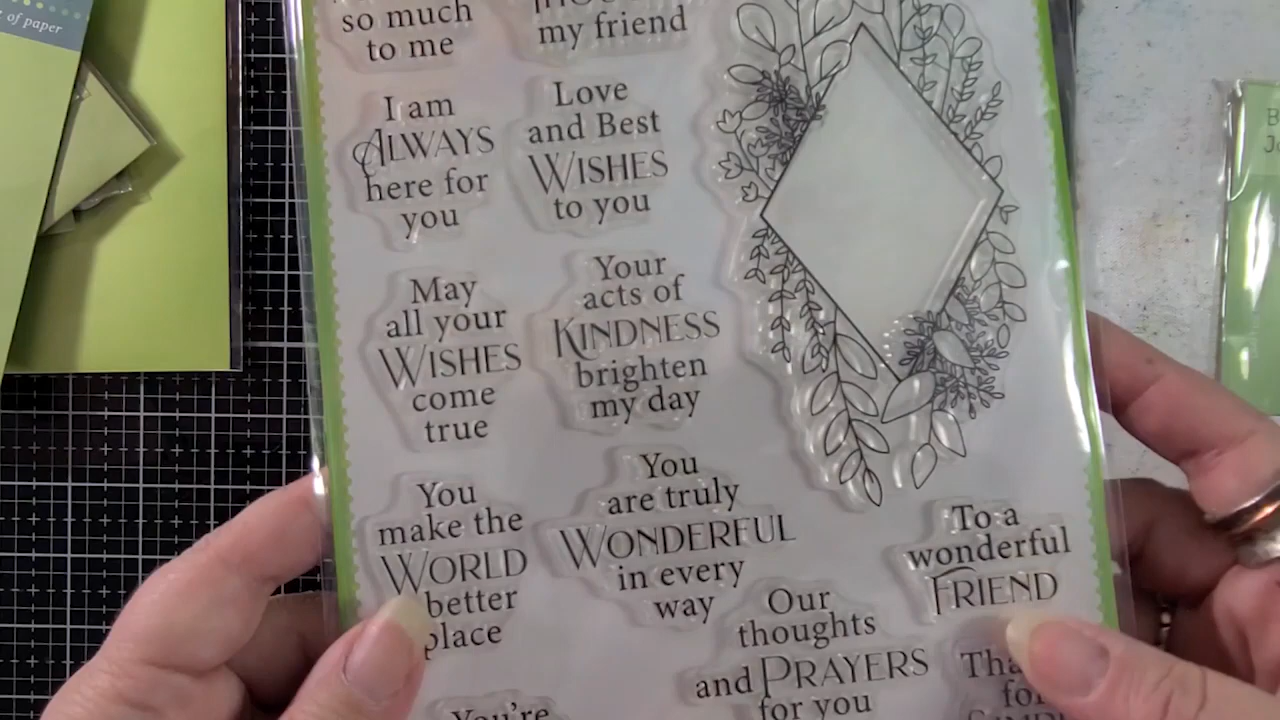 of paper
so much
to me
my friend
I am
ALWAYS
here for
you
Love
and Best
WISHES
to you
May
all your
WISHES
come
true
Your
acts of
KINDNESS
brighten
my day
You
make the
WORLD
better
place
You
are truly
WONDERFUL
in every
way
To a
wonderful
FRIEND
Our
thoughts
and PRAYERS
for you
You're